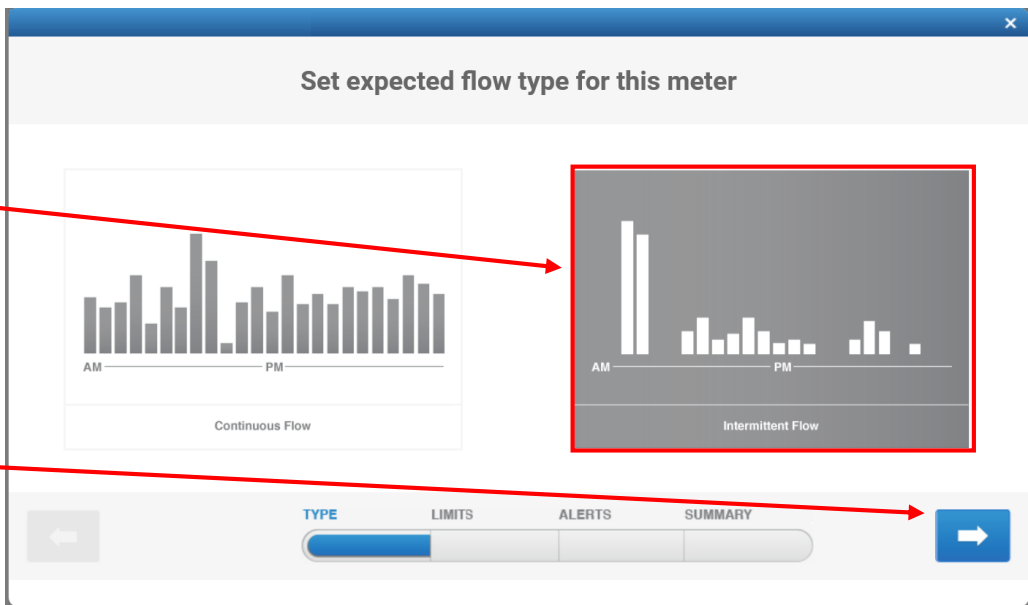 ×
Set expected flow type for this meter
AM PM
Continuous Flow
AM PM
Intermittent Flow
TYPE LIMITS ALERTS SUMMARY